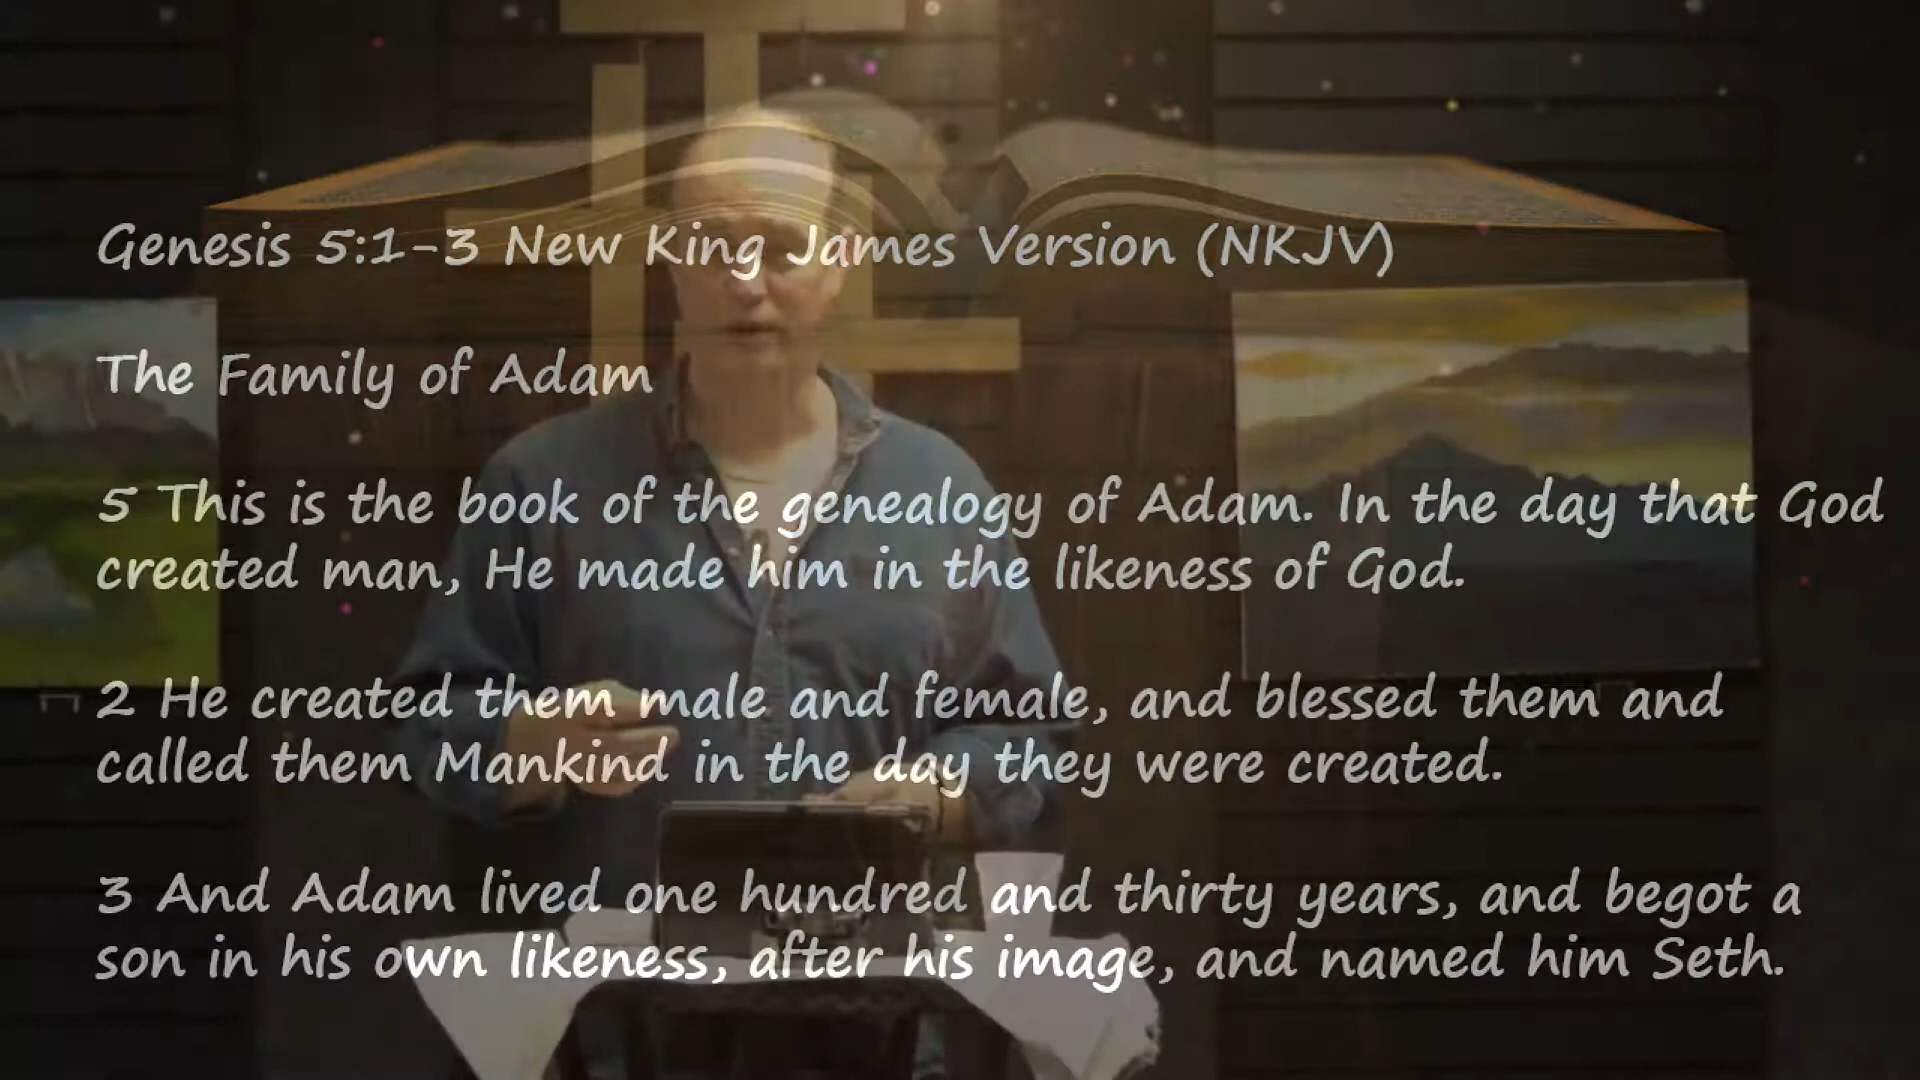 Genesis 5:1-3 New King James Version (NKJV)
The Family of Adam
5 This is the book of the genealogy of Adam. In the day that God
created man, He made him in the likeness of God.
2 He created them male and female, and blessed them and
called them Mankind in the day they were created.
3 And Adam lived one hundred and thirty years, and begot a
son in his own likeness, after his image, and named him Seth.